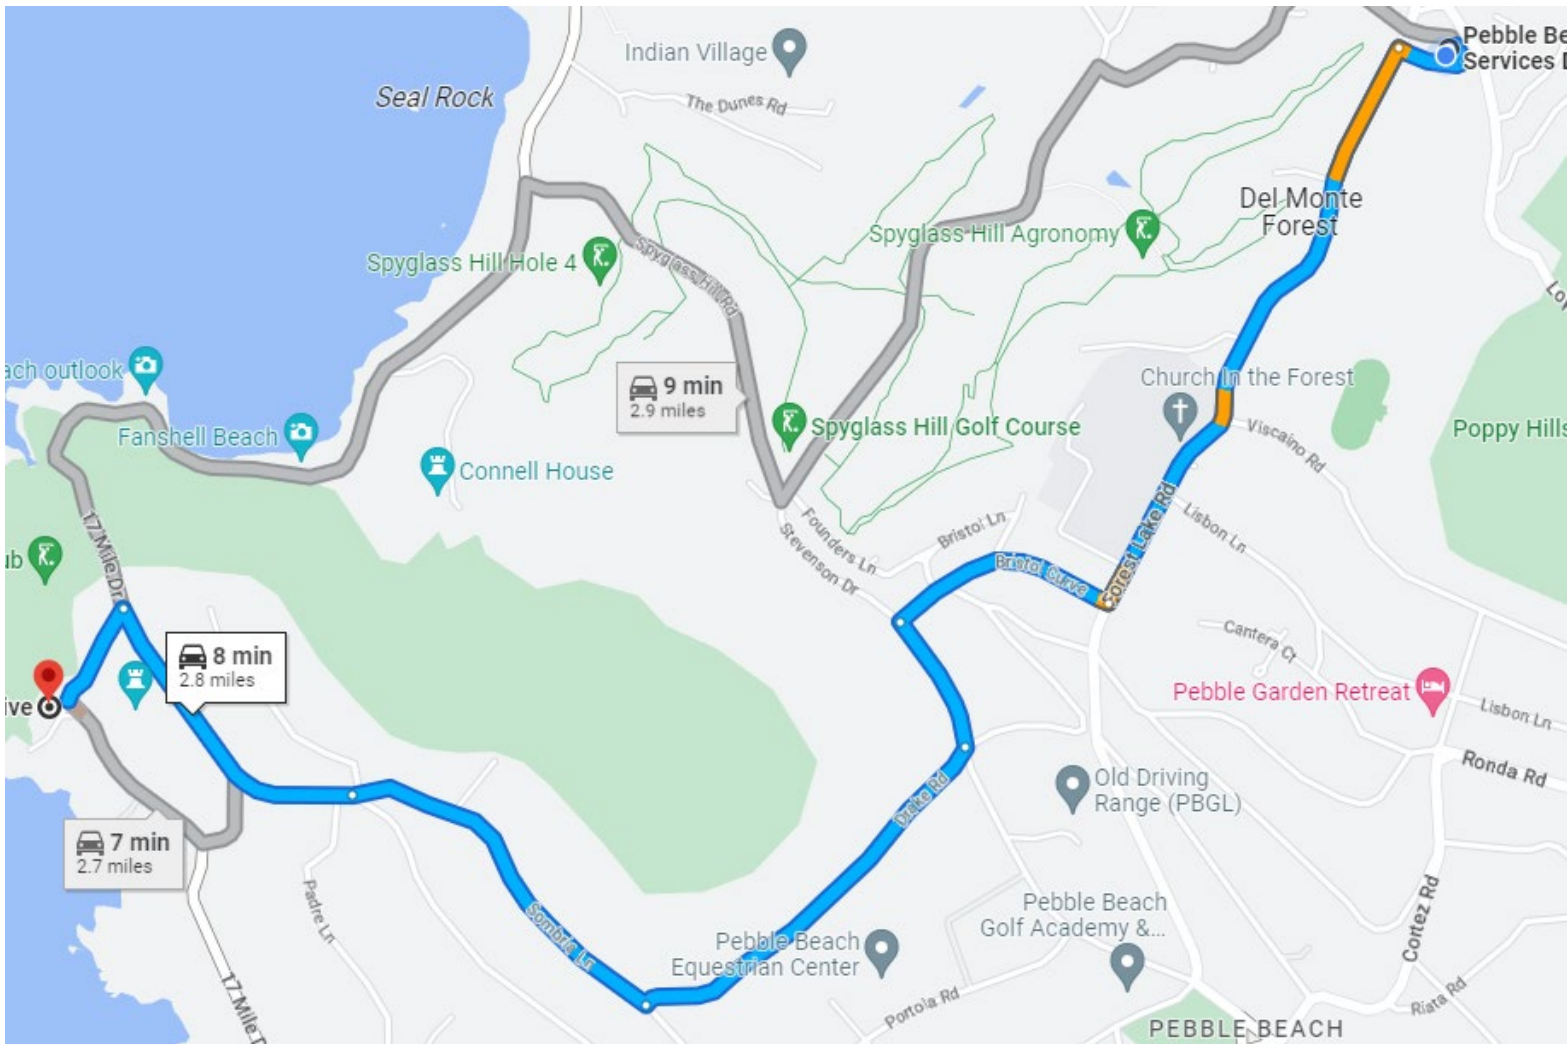 Pebble Be
Services D
Indian Village
Seal Rock
The Dunes Rd
Del Monte
Forest
Spyglass Hill Agronomy
Spyglass Hill Hole 4
Spyglass Hill Rd
ach outlook
9 min
2.9 miles
Church In the Forest
Spyglass Hill Golf Course
Viscaino Rd
Poppy Hills
Fanshell Beach
Connell House
17 Mile Dr
Founders Ln
Stevenson Dr
Bristol Ln
Bristol Curve
Forest Lake Rd
Lisbon Ln
ub
Cantera Ct
8 min
2.8 miles
ive
Pebble Garden Retreat
Lisbon Ln
Ronda Rd
Old Driving
Range (PBGL)
Drake Rd
7 min
2.7 miles
Padre Ln
Sombria Ln
Pebble Beach
Equestrian Center
Pebble Beach
Golf Academy &...
Cortez Rd
17 Mile D
Portola Rd
Riata Rd
PEBBLE BEACH